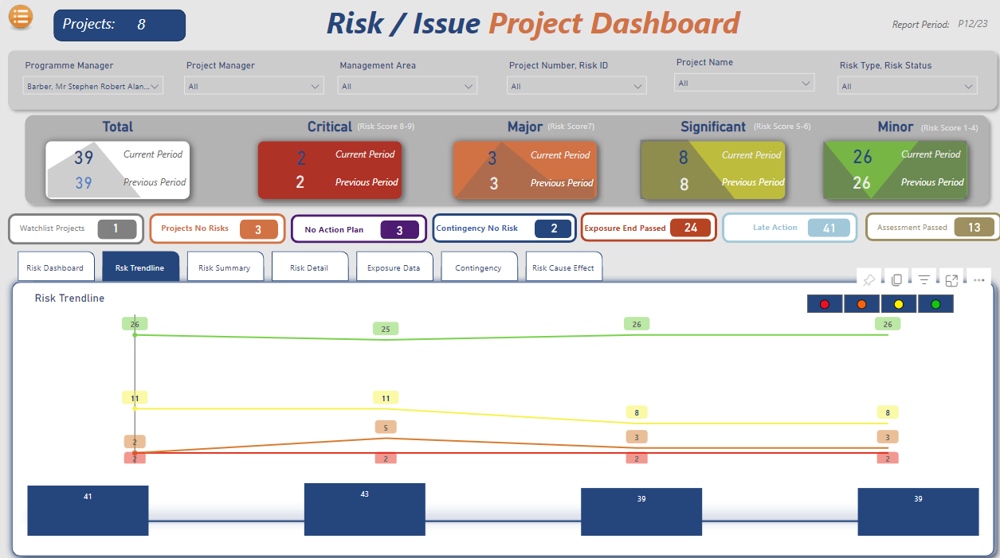 Projects: 8
Risk / Issue Project Dashboard
Report Period: P12/23
Programme Manager
Project Manager
Management Area
Project Number, Risk ID
Project Name
Risk Type, Risk Status
Barber, Mr Stephen Robert Alan...
All
All
All
All
All
Total
Critical (Risk Score 8-9)
Major (Risk Score7)
Significant (Risk Score 5-6)
Minor (Risk Score 1-4)
39 Current Period
39 Previous Period
2 Current Period
2 Previous Period
3 Current Period
3 Previous Period
8 Current Period
8 Previous Period
26 Current Period
26 Previous Period
Watchlist Projects 1
Projects No Risks 3
No Action Plan 3
Contingency No Risk 2
Exposure End Passed 24
Late Action 41
Assessment Passed 13
Risk Dashboard
Rsk Trendline
Risk Summary
Risk Detail
Exposure Data
Contingency
Risk Cause Effect
Risk Trendline
26 25 26 26
11 11 8 8
2 5 3 3
2 2 2 2
41 43 39 39